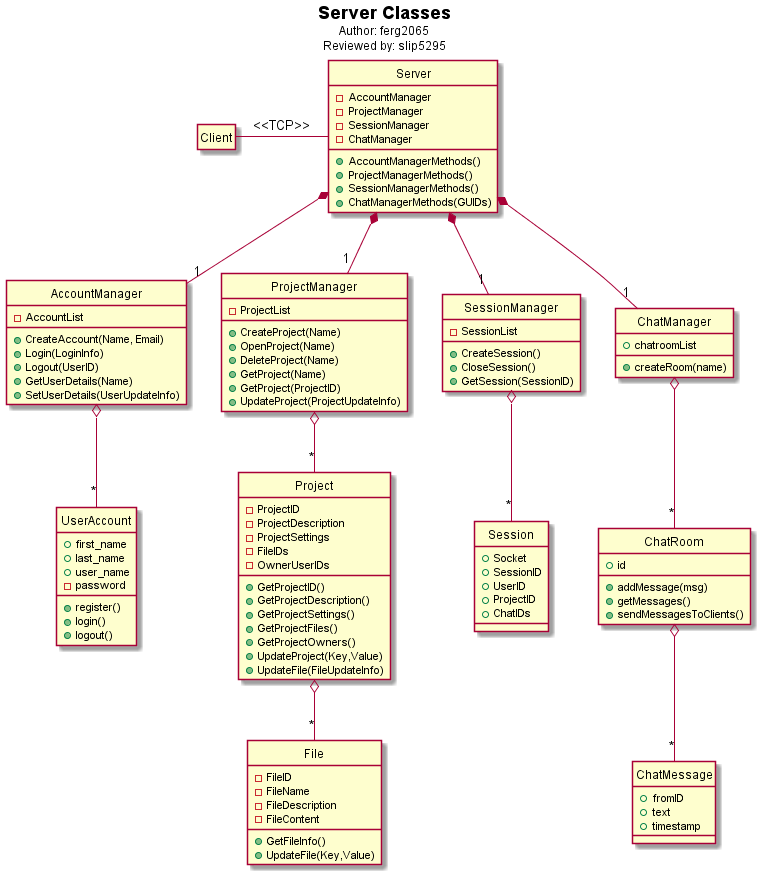 Server Classes
Author: ferg2065
Reviewed by: slip5295
Server
AccountManager
ProjectManager
SessionManager
ChatManager
AccountManagerMethods()
ProjectManagerMethods()
SessionManagerMethods()
ChatManagerMethods(GUIDs)
Client
<<TCP>>
1
1
1
1
AccountManager
AccountList
CreateAccount(Name, Email)
Login(LoginInfo)
Logout(UserID)
GetUserDetails(Name)
SetUserDetails(UserUpdateInfo)
ProjectManager
ProjectList
CreateProject(Name)
OpenProject(Name)
DeleteProject(Name)
GetProject(Name)
GetProject(ProjectID)
UpdateProject(ProjectUpdateInfo)
SessionManager
SessionList
CreateSession()
CloseSession()
GetSession(SessionID)
ChatManager
chatroomList
createRoom(name)
*
*
*
*
UserAccount
first_name
last_name
user_name
password
register()
login()
logout()
Project
ProjectID
ProjectDescription
ProjectSettings
FileIDs
OwnerUserIDs
GetProjectID()
GetProjectDescription()
GetProjectSettings()
GetProjectFiles()
GetProjectOwners()
UpdateProject(Key,Value)
UpdateFile(FileUpdateInfo)
Session
Socket
SessionID
UserID
ProjectID
ChatIDs
ChatRoom
id
addMessage(msg)
getMessages()
sendMessagesToClients()
*
*
File
FileID
FileName
FileDescription
FileContent
GetFileInfo()
UpdateFile(Key,Value)
ChatMessage
fromID
text
timestamp